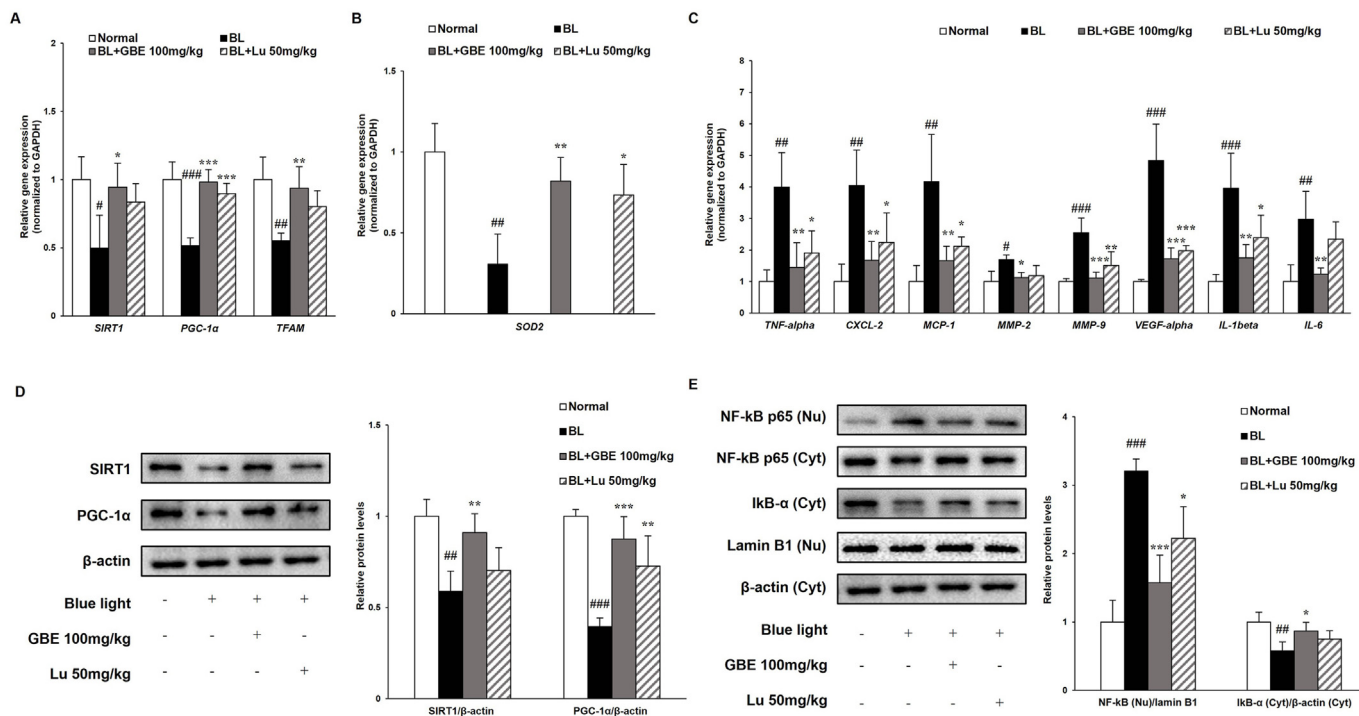 A
Normal
BL
BL+GBE 100mg/kg
BL+Lu 50mg/kg
Relative gene expression
(normalized to GAPDH)
2
1.5
1
0.5
0
*
***
**
###
***
#
##
SIRT1
PGC-1α
TFAM
B
Normal
BL
BL+GBE 100mg/kg
BL+Lu 50mg/kg
Relative gene expression
(normalized to GAPDH)
1.5
1
0.5
0
##
**
*
SOD2
C
Normal
BL
BL+GBE 100mg/kg
BL+Lu 50mg/kg
Relative gene expression
(normalized to GAPDH)
8
6
5
4
2
1
0
##
**
*
##
**
*
##
**
*
#
*
###
***
**
###
***
***
###
**
*
##
**
TNF-alpha
CXCL-2
MCP-1
MMP-2
MMP-9
VEGF-alpha
IL-1beta
IL-6
D
SIRT1
PGC-1α
β-actin
Blue light - + + +
GBE 100mg/kg - - + -
Lu 50mg/kg - - - +
Normal
BL
BL+GBE 100mg/kg
BL+Lu 50mg/kg
Relative protein levels
1.5
1
0.5
0
##
**
###
***
**
SIRT1/β-actin
PGC-1α/β-actin
E
NF-kB p65 (Nu)
NF-kB p65 (Cyt)
IkB-α (Cyt)
Lamin B1 (Nu)
β-actin (Cyt)
Blue light - + + +
GBE 100mg/kg - - + -
Lu 50mg/kg - - - +
Normal
BL
BL+GBE 100mg/kg
BL+Lu 50mg/kg
Relative protein levels
4
3
2
1
0
###
***
*
##
*
NF-kB (Nu)/lamin B1
IkB-α (Cyt)/β-actin (Cyt)